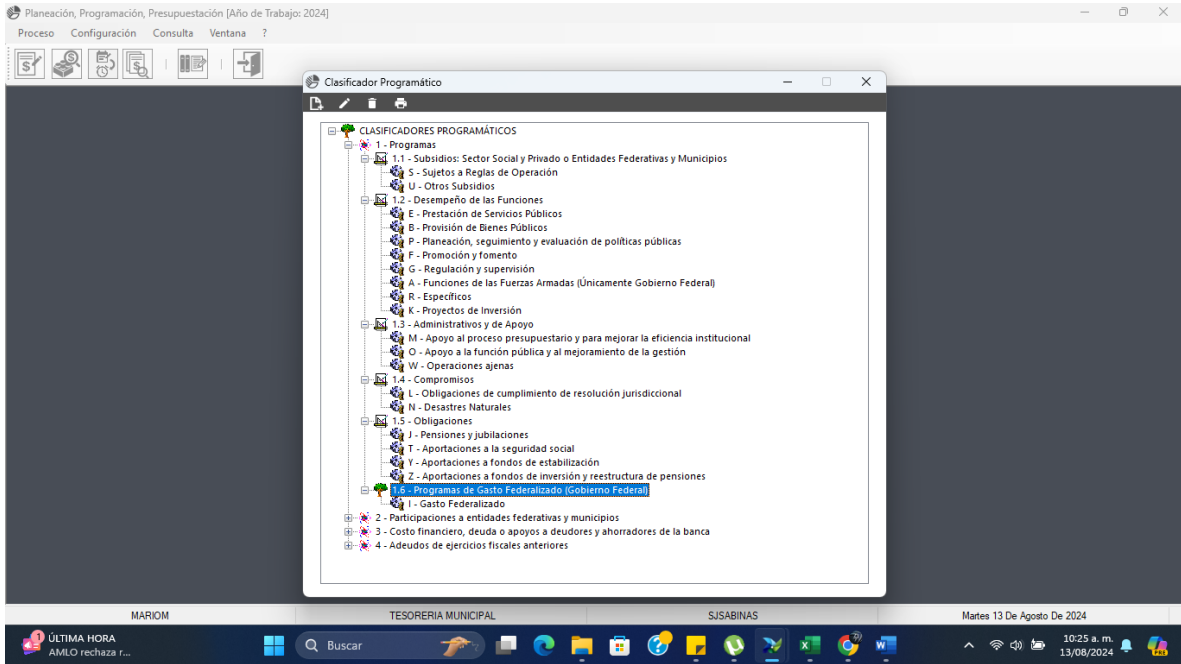 Planeación, Programación, Presupuestación [Año de Trabajo: 2024]
Proceso Configuración Consulta Ventana ?
Clasificador Programático
CLASIFICADORES PROGRAMÁTICOS
1 - Programas
1.1 - Subsidios: Sector Social y Privado o Entidades Federativas y Municipios
S - Sujetos a Reglas de Operación
U - Otros Subsidios
1.2 - Desempeño de las Funciones
E - Prestación de Servicios Públicos
B - Provisión de Bienes Públicos
P - Planeación, seguimiento y evaluación de políticas públicas
F - Promoción y fomento
G - Regulación y supervisión
A - Funciones de las Fuerzas Armadas (Únicamente Gobierno Federal)
R - Específicos
K - Proyectos de Inversión
1.3 - Administrativos y de Apoyo
M - Apoyo al proceso presupuestario y para mejorar la eficiencia institucional
O - Apoyo a la función pública y al mejoramiento de la gestión
W - Operaciones ajenas
1.4 - Compromisos
L - Obligaciones de cumplimiento de resolución jurisdiccional
N - Desastres Naturales
1.5 - Obligaciones
J - Pensiones y jubilaciones
T - Aportaciones a la seguridad social
Y - Aportaciones a fondos de estabilización
Z - Aportaciones a fondos de inversión y reestructura de pensiones
1.6 - Programas de Gasto Federalizado (Gobierno Federal)
I - Gasto Federalizado
2 - Participaciones a entidades federativas y municipios
3 - Costo financiero, deuda o apoyos a deudores y ahorradores de la banca
4 - Adeudos de ejercicios fiscales anteriores
MARIOM TESORERIA MUNICIPAL SJSABINAS Martes 13 De Agosto De 2024
1 ÚLTIMA HORA
AMLO rechaza r...
Buscar
10:25 a. m.
13/08/2024